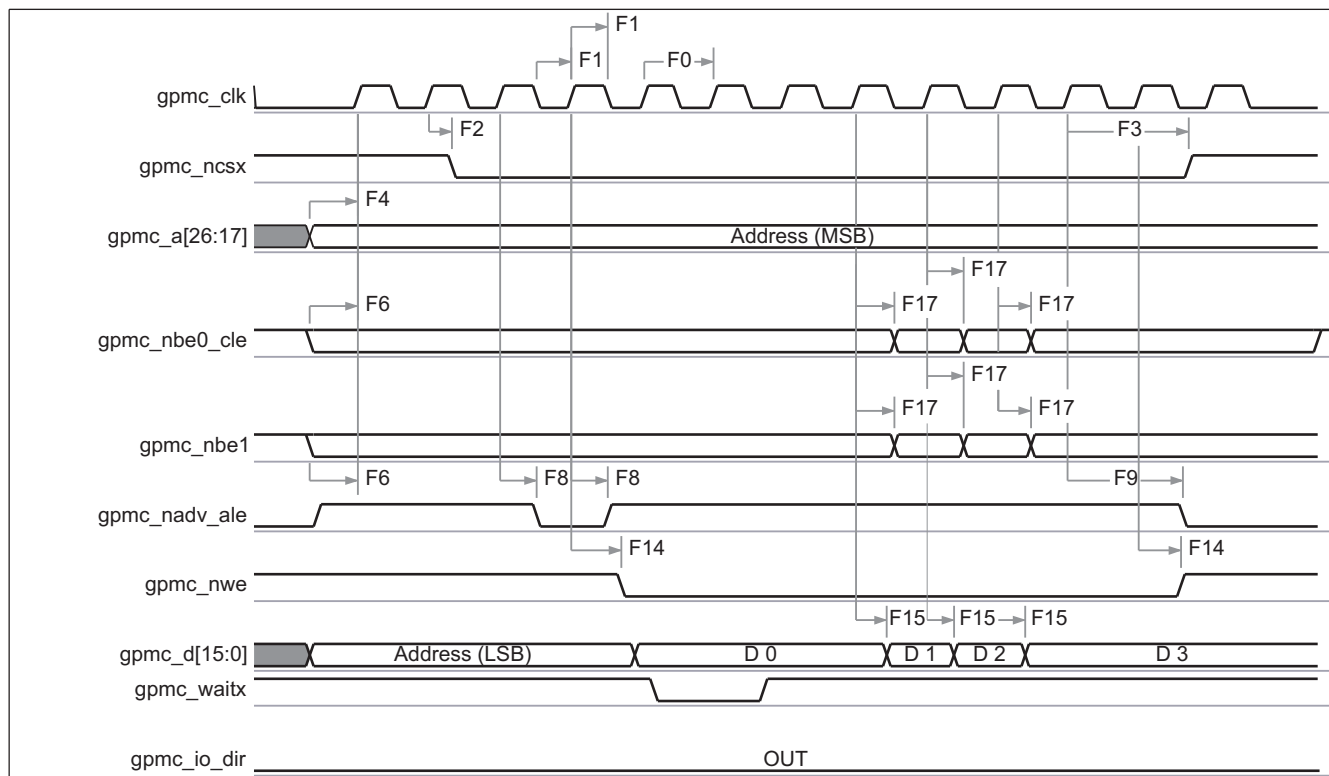 F1
F1 F0
gpmc_clk
F2 F3
gpmc_ncsx
F4
gpmc_a[26:17] Address (MSB)
F17
F6 F17 F17
gpmc_nbe0_cle
F17
F17 F17
gpmc_nbe1
F6 F8 F8 F9
gpmc_nadv_ale
F14 F14
gpmc_nwe
F15 F15 F15
gpmc_d[15:0] Address (LSB) D 0 D 1 D 2 D 3
gpmc_waitx
gpmc_io_dir OUT